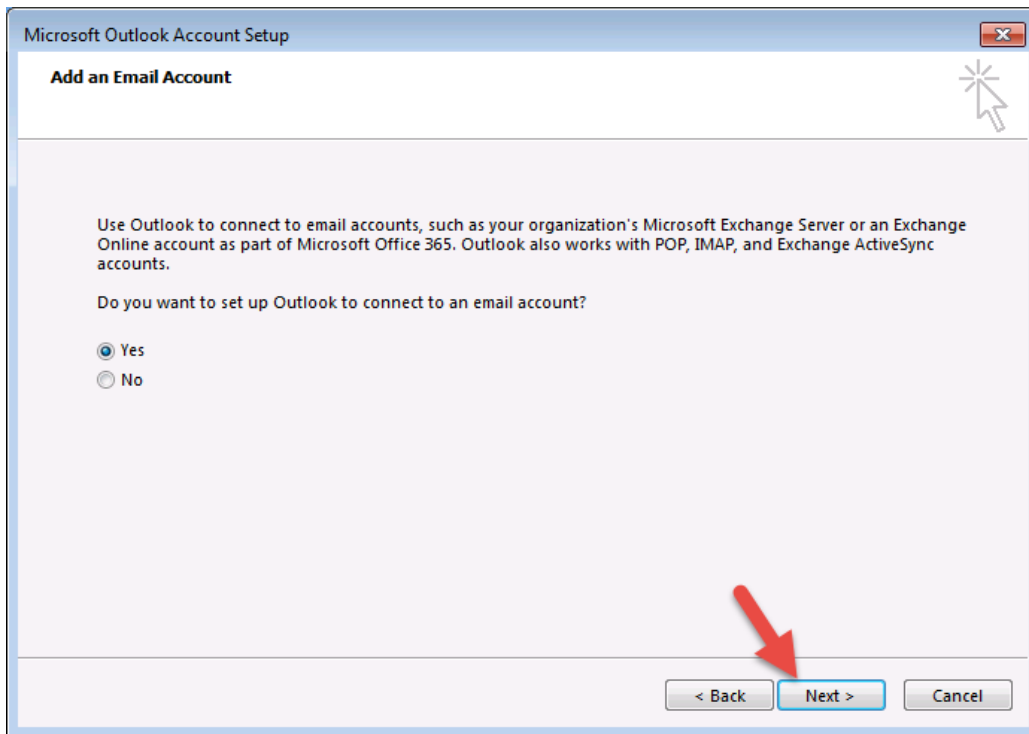 Microsoft Outlook Account Setup
Add an Email Account
Use Outlook to connect to email accounts, such as your organization's Microsoft Exchange Server or an Exchange
Online account as part of Microsoft Office 365. Outlook also works with POP, IMAP, and Exchange ActiveSync
accounts.
Do you want to set up Outlook to connect to an email account?
Yes
No
< Back Next > Cancel